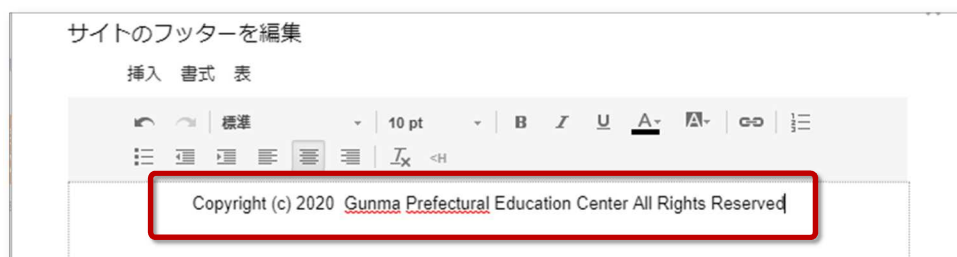 サイトのフッターを編集
挿入 書式 表
標準 10 pt B I U A A
Tx <H
Copyright (c) 2020 Gunma Prefectural Education Center All Rights Reserved